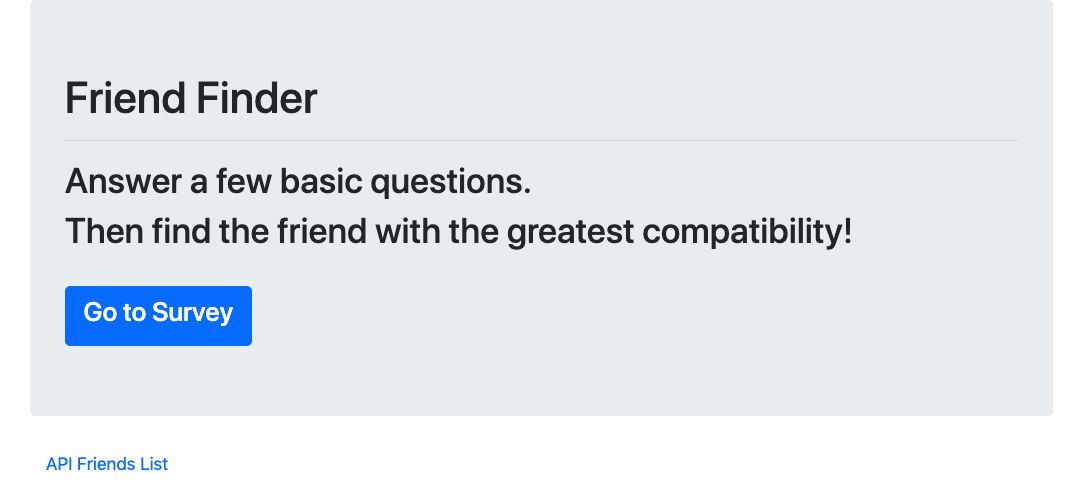 Friend Finder
Answer a few basic questions.
Then find the friend with the greatest compatibility!
Go to Survey
API Friends List